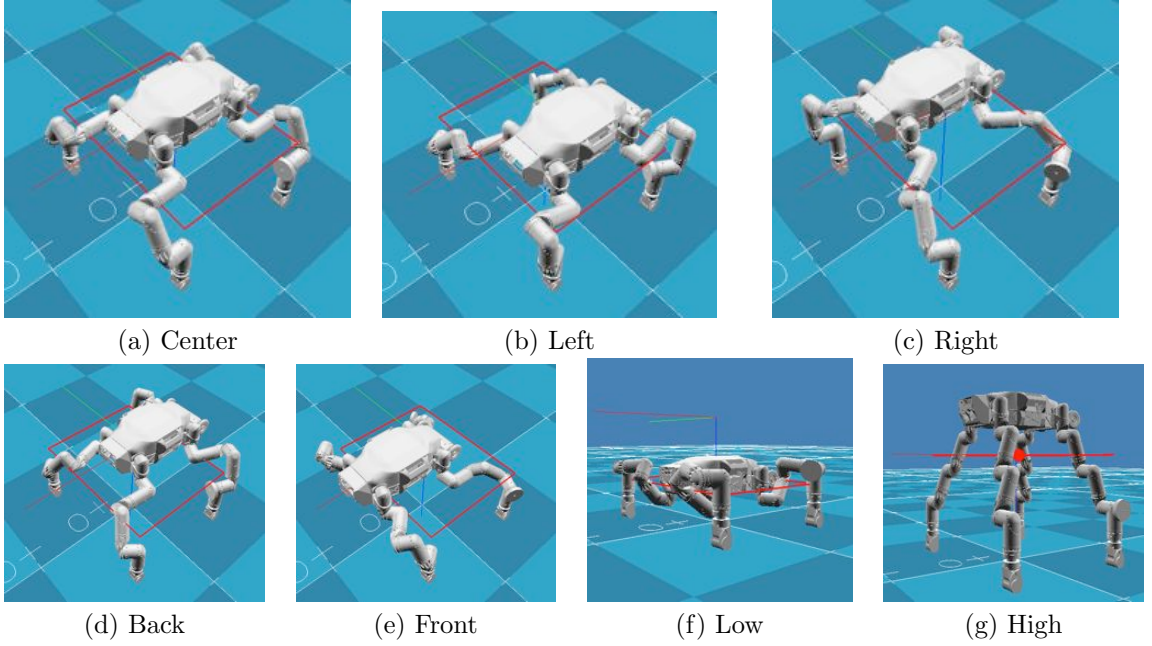 (a) Center
(b) Left
(c) Right
(d) Back
(e) Front
(f) Low
(g) High